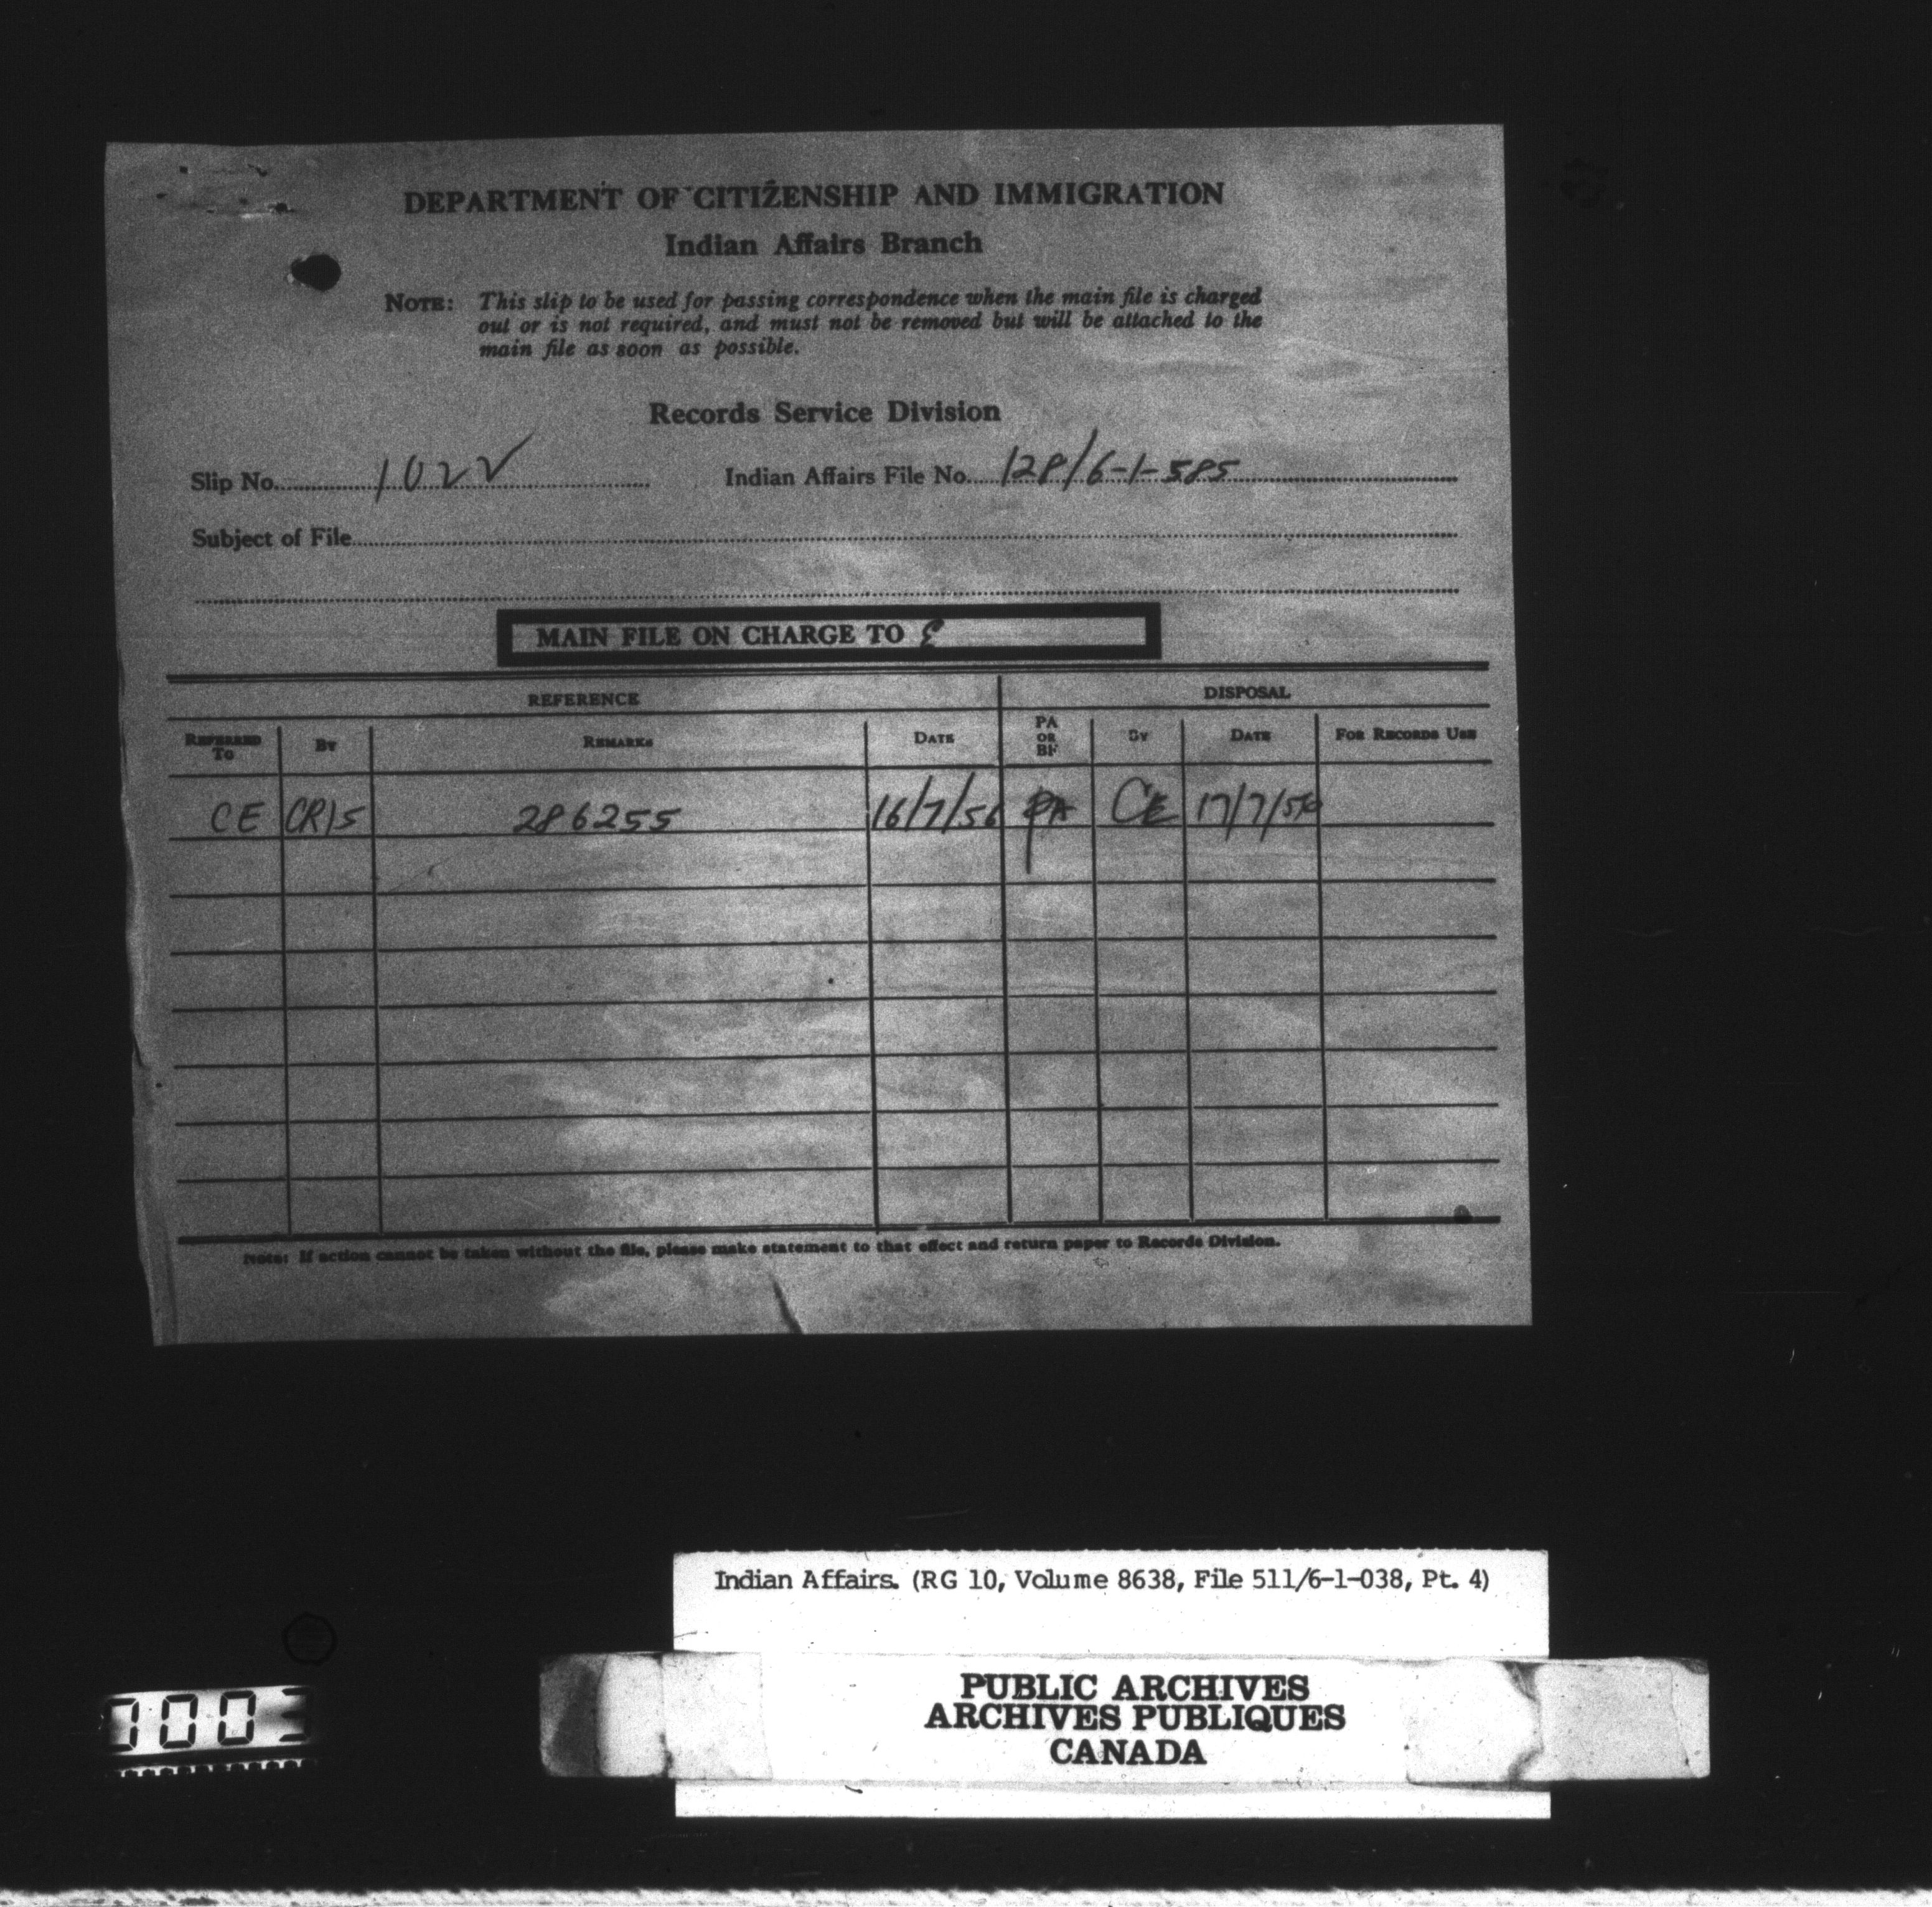 DEPARTMENT OF CITIZENSHIP AND IMMIGRATION
Indian Affairs Branch
NOTE: This slip to be used for passing correspondence when the main file is charged
out or is not required, and must not be removed but will be attached to the
main file as soon as possible.
Records Service Division
Slip No. 1022 Indian Affairs File No. 128/6-1-585
Subject of File
MAIN FILE ON CHARGE TO E
REFERENCE DISPOSAL
REFERRED TO BY REMARKS DATE PA OR BF BY DATE FOR RECORDS USE
CE CR15 286255 16/7/56 PA CE 17/7/56
Note: If action cannot be taken without the file, please make statement to that effect and return paper to Records Division.
Indian Affairs. (RG 10, Volume 8638, File 511/6-1-038, Pt. 4)
PUBLIC ARCHIVES
ARCHIVES PUBLIQUES
CANADA